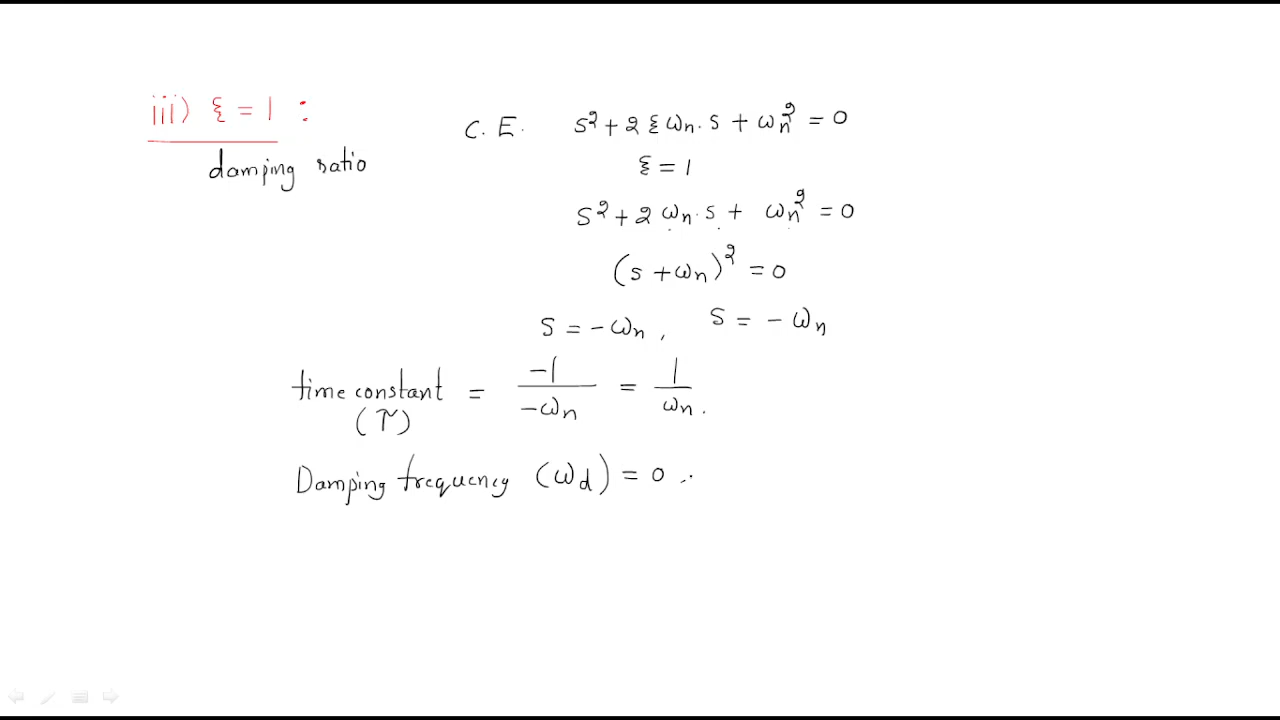 iii) ξ = 1 :
damping ratio
C. E. s² + 2 ξ ωn. s + ωn² = 0
ξ = 1
s² + 2 ωn. s + ωn² = 0
(s + ωn)² = 0
s = - ωn , s = - ωn
time constant = -1 / -ωn = 1 / ωn.
(τ)
Damping frequency (ωd) = 0 .